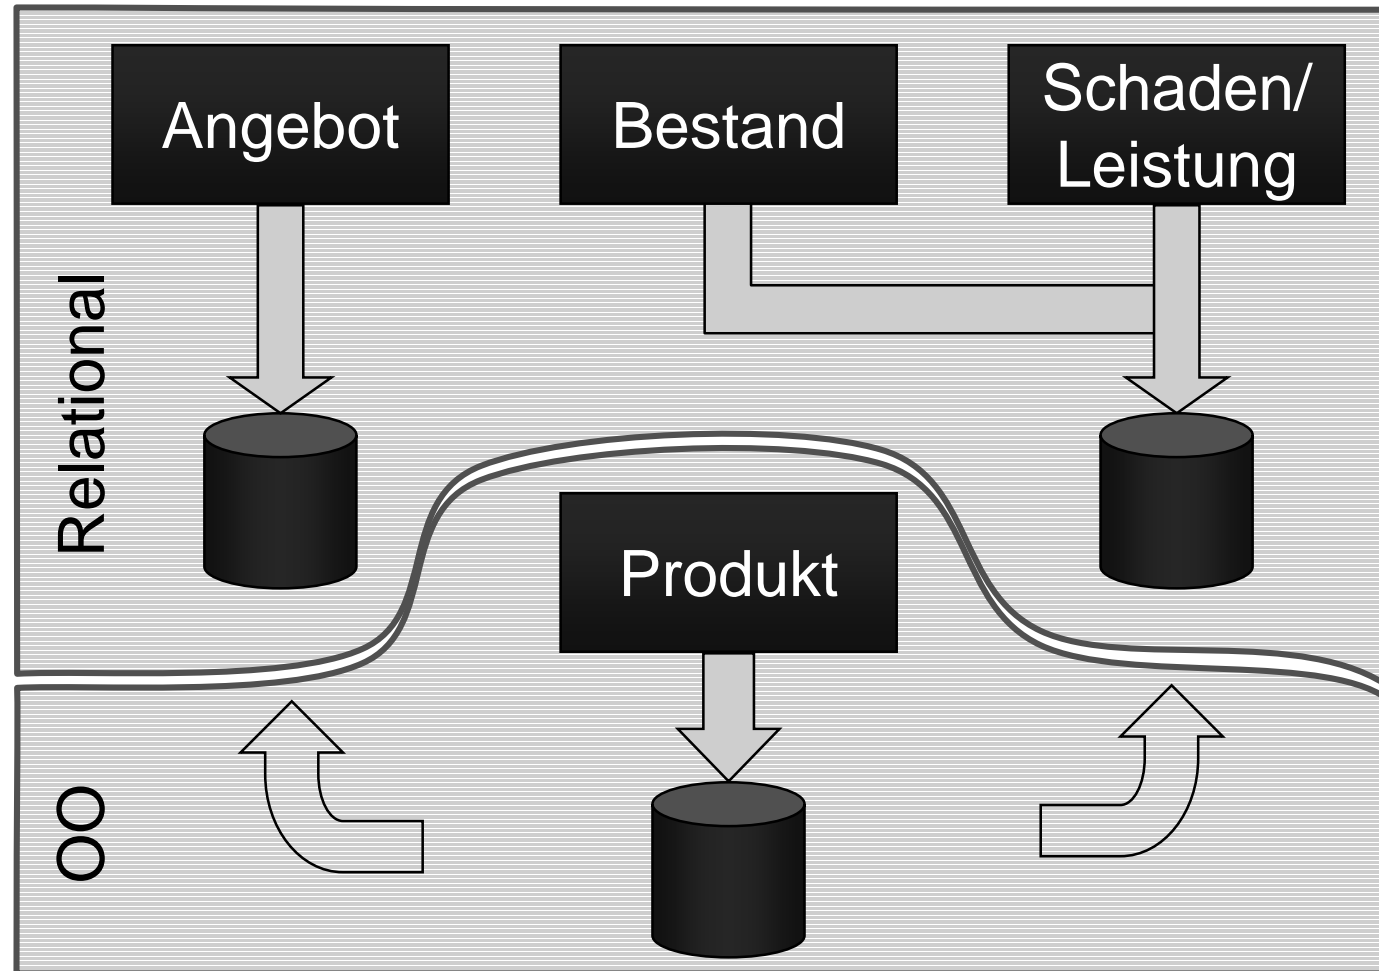 Angebot
Bestand
Schaden/
Leistung
Relational
Produkt
OO